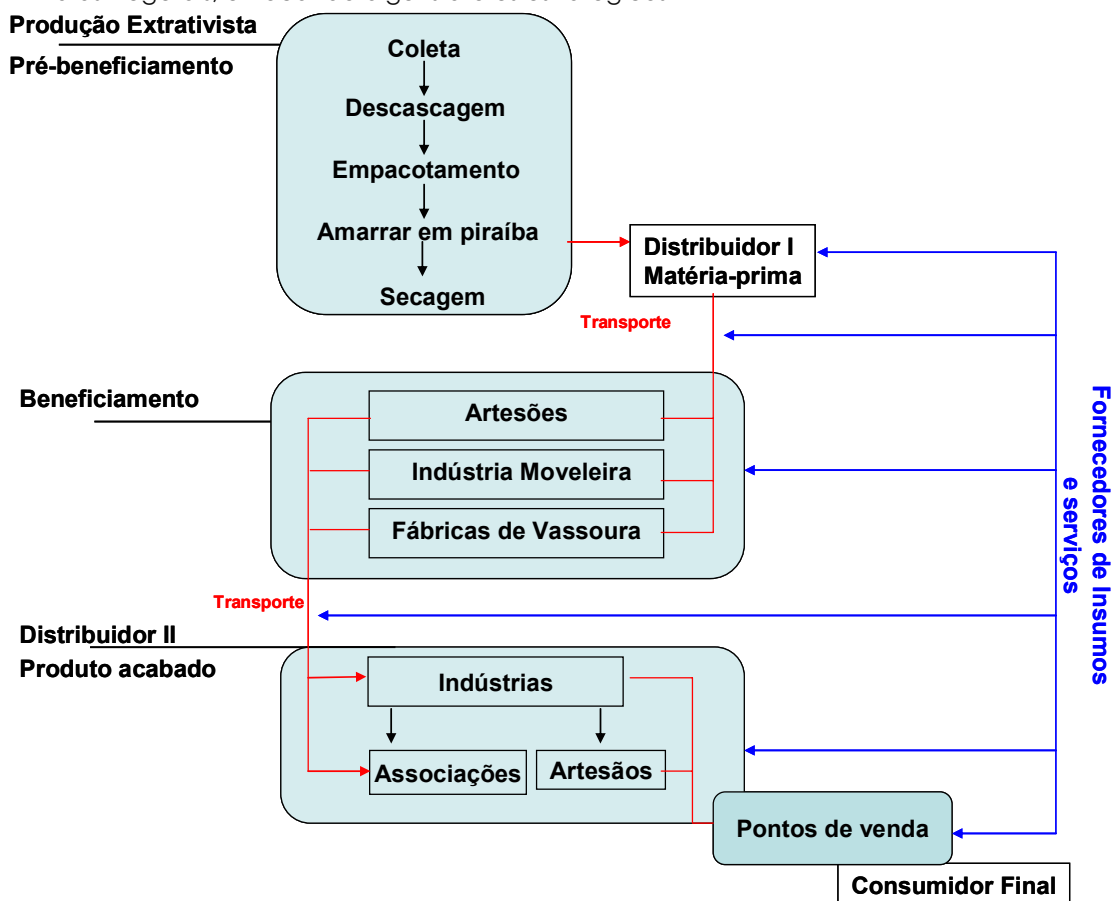 Produção Extrativista
Pré-beneficiamento
Coleta
Descascagem
Empacotamento
Amarrar em piraíba
Secagem
Distribuidor I
Matéria-prima
Transporte
Beneficiamento
Artesões
Indústria Moveleira
Fábricas de Vassoura
Transporte
Distribuidor II
Produto acabado
Indústrias
Associações
Artesãos
Pontos de venda
Consumidor Final
Fornecedores de Insumos
e serviços